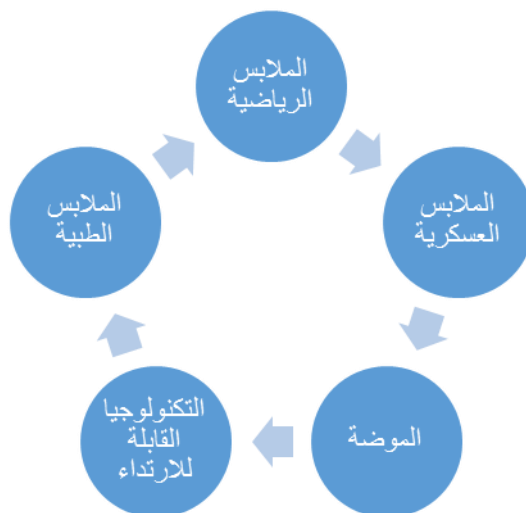 الملابس
الرياضية
الملابس
العسكرية
الموضة
التكنولوجيا
القابلة
للارتداء
الملابس
الطبية